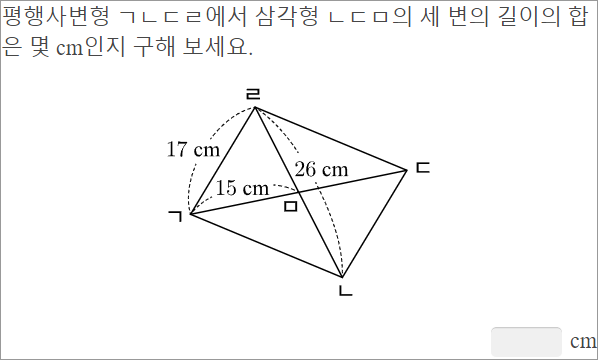 평행사변형 ㄱㄴㄷㄹ에서 삼각형 ㄴㄷㅁ의 세 변의 길이의 합
은 몇 cm인지 구해 보세요.
ㄹ
17 cm
26 cm
ㄷ
15 cm
ㅁ
ㄱ
ㄴ
cm